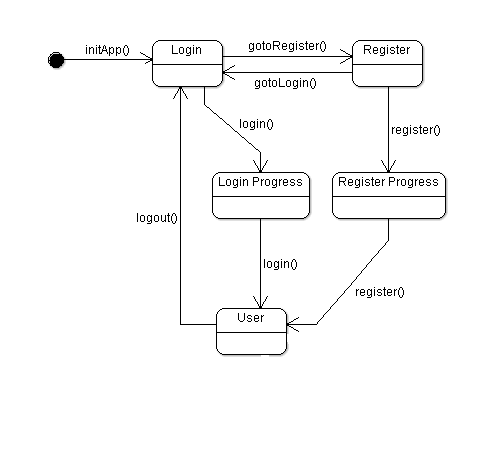 initApp()
Login
gotoRegister()
Register
gotoLogin()
login()
register()
Login Progress
Register Progress
logout()
login()
register()
User